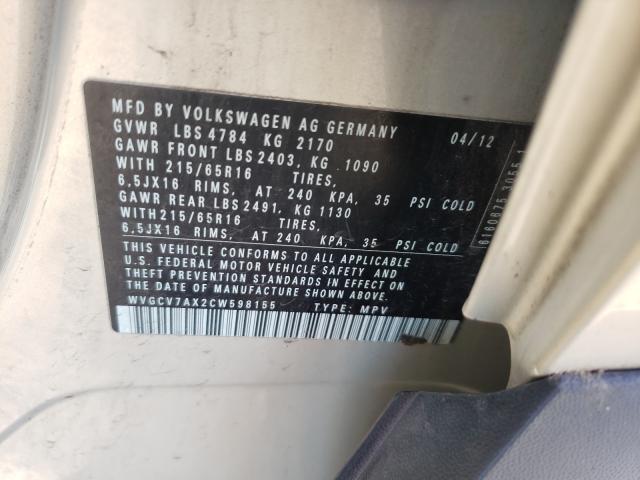 MFD BY VOLKSWAGEN AG GERMANY 04/12
GVWR LBS 4784 KG 2170
GAWR FRONT LBS 2403, KG 1090
WITH 215/65R16 TIRES,
6,5JX16 RIMS, AT 240 KPA, 35 PSI COLD
GAWR REAR LBS 2491, KG 1130
WITH 215/65R16 TIRES,
6,5JX16 RIMS, AT 240 KPA, 35 PSI COLD
THIS VEHICLE CONFORMS TO ALL APPLICABLE
U.S. FEDERAL MOTOR VEHICLE SAFETY AND
THEFT PREVENTION STANDARDS IN EFFECT ON
THE DATE OF MANUFACTURE SHOWN ABOVE
WVGCV7AX2CW598155 TYPE: MPV